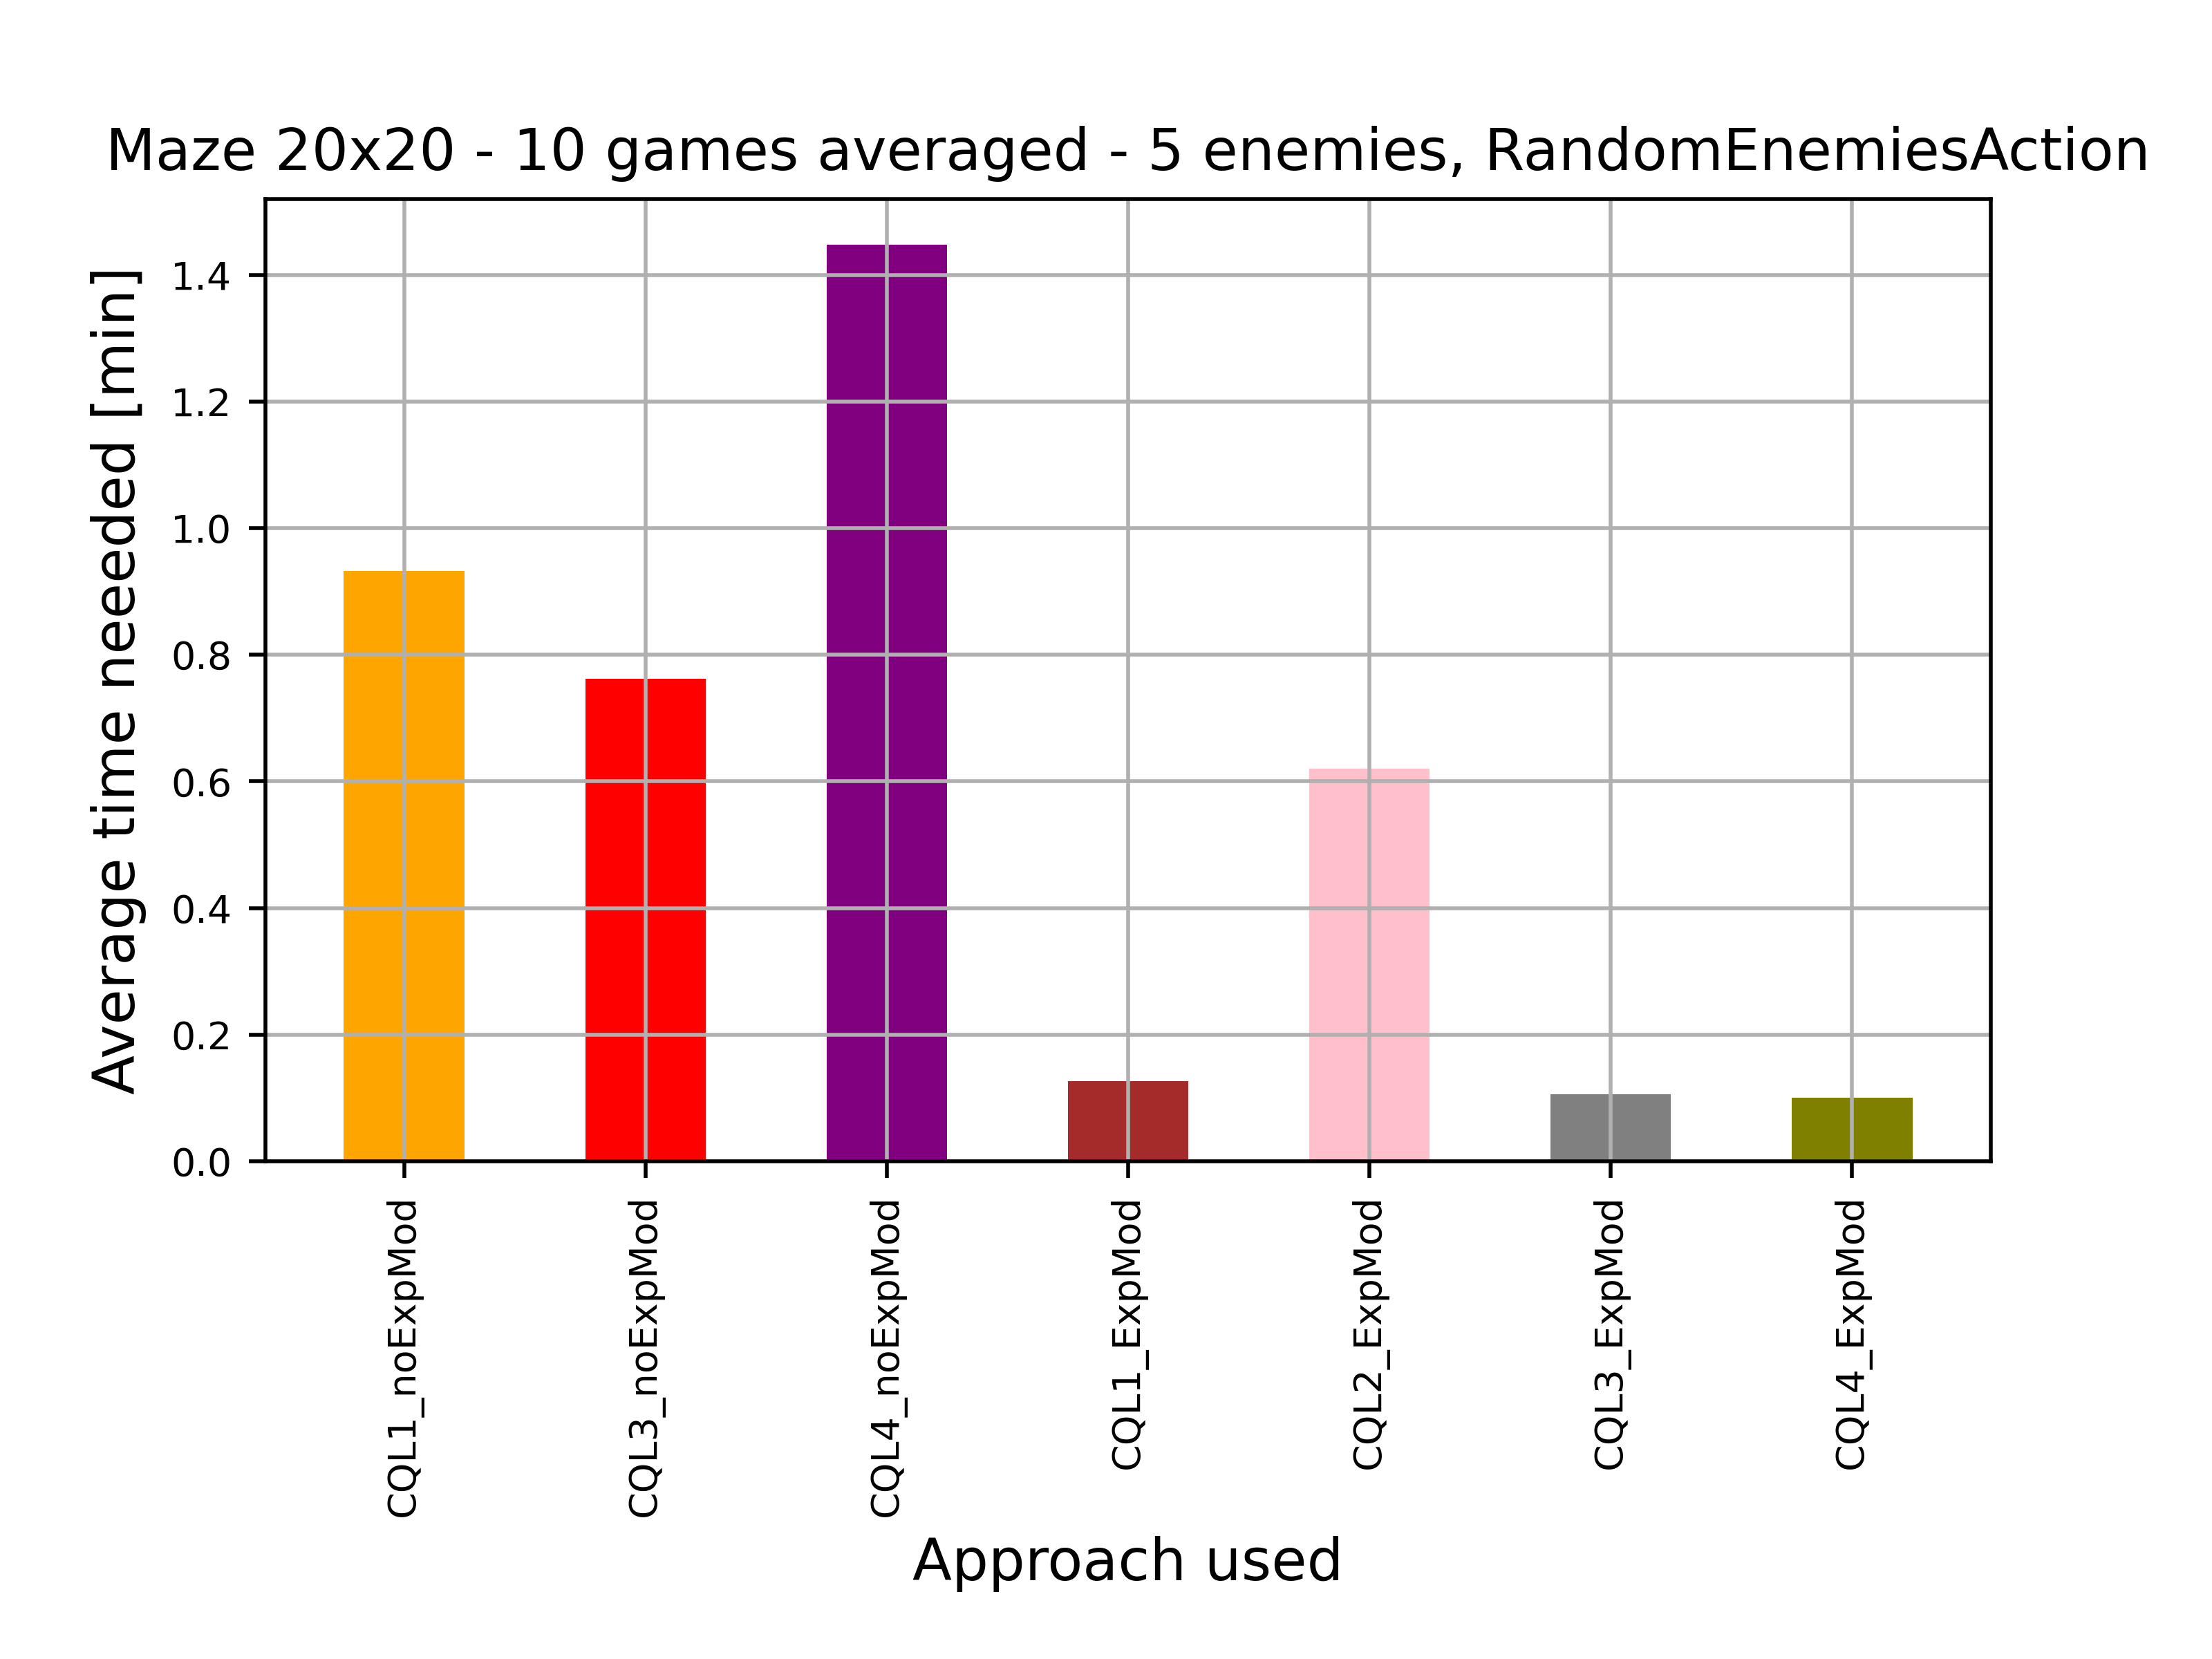 Maze 20x20 - 10 games averaged - 5 enemies, RandomEnemiesAction
Average time needed [min]
1.4
1.2
1.0
0.8
0.6
0.4
0.2
0.0
CQL1_noExpMod
CQL3_noExpMod
CQL4_noExpMod
CQL1_ExpMod
CQL2_ExpMod
CQL3_ExpMod
CQL4_ExpMod
Approach used